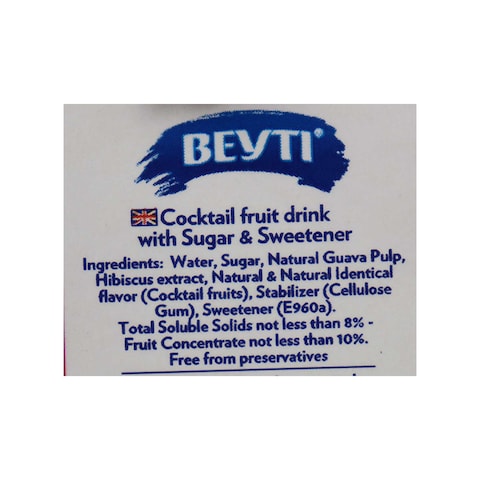 BEYTI®
Cocktail fruit drink
with Sugar & Sweetener
Ingredients: Water, Sugar, Natural Guava Pulp,
Hibiscus extract, Natural & Natural Identical
flavor (Cocktail fruits), Stabilizer (Cellulose
Gum), Sweetener (E960a).
Total Soluble Solids not less than 8% -
Fruit Concentrate not less than 10%.
Free from preservatives